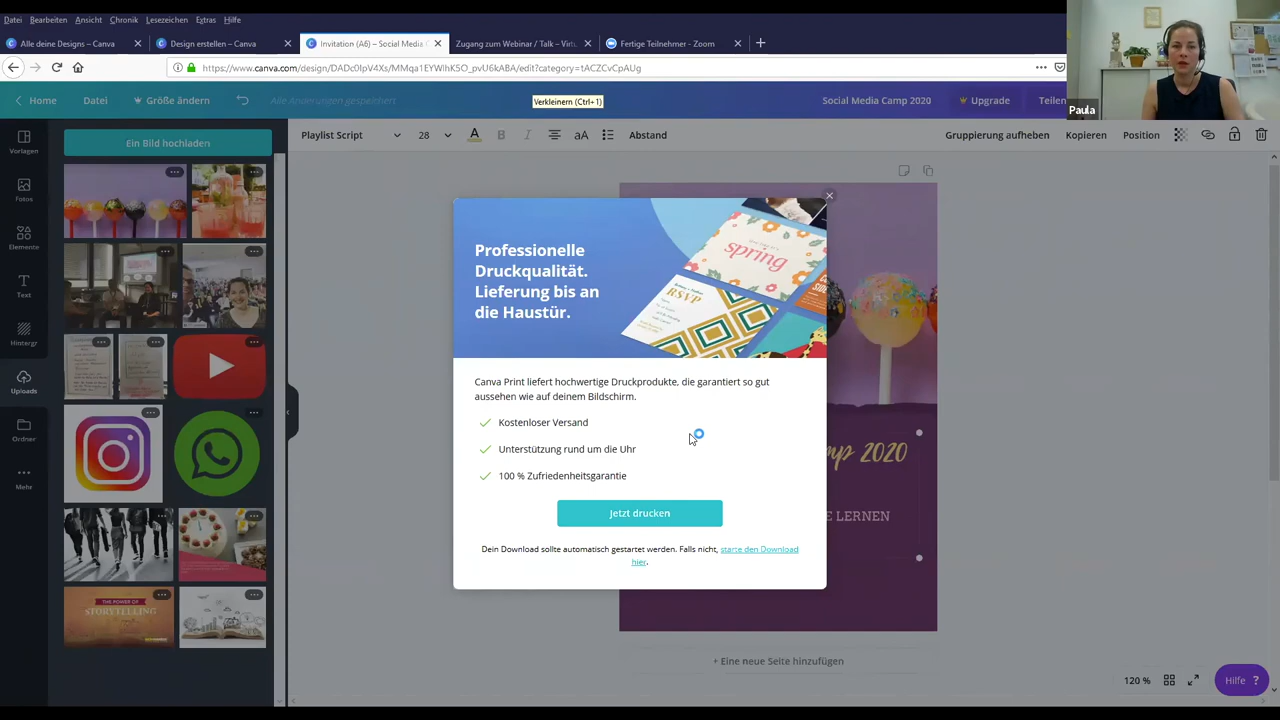 Datei Bearbeiten Ansicht Chronik Lesezeichen Extras Hilfe
Alle deine Designs – Canva
Design erstellen – Canva
Invitation (A6) – Social Media
Zugang zum Webinar / Talk – Virtu
Fertige Teilnehmer - Zoom
https://www.canva.com/design/DADc0IpV4Xs/MMqa1EYWlhK5O_pvU6kABA/edit?category=tACZCvCpAUg
Home
Datei
Größe ändern
Alle Änderungen gespeichert
Verkleinern (Ctrl+1)
Social Media Camp 2020
Upgrade
Teilen
Paula
Vorlagen
Fotos
Elemente
Text
Hintergr
Uploads
Ordner
Mehr
Ein Bild hochladen
THE POWER OF
STORYTELLING
Playlist Script
28
A
B
I
aA
Abstand
Gruppierung aufheben
Kopieren
Position
Professionelle
Druckqualität.
Lieferung bis an
die Haustür.
spring
RSVP
Canva Print liefert hochwertige Druckprodukte, die garantiert so gut
aussehen wie auf deinem Bildschirm.
Kostenloser Versand
Unterstützung rund um die Uhr
100 % Zufriedenheitsgarantie
Jetzt drucken
Dein Download sollte automatisch gestartet werden. Falls nicht, starte den Download
hier.
mp 2020
E LERNEN
+ Eine neue Seite hinzufügen
120 %
Hilfe ?